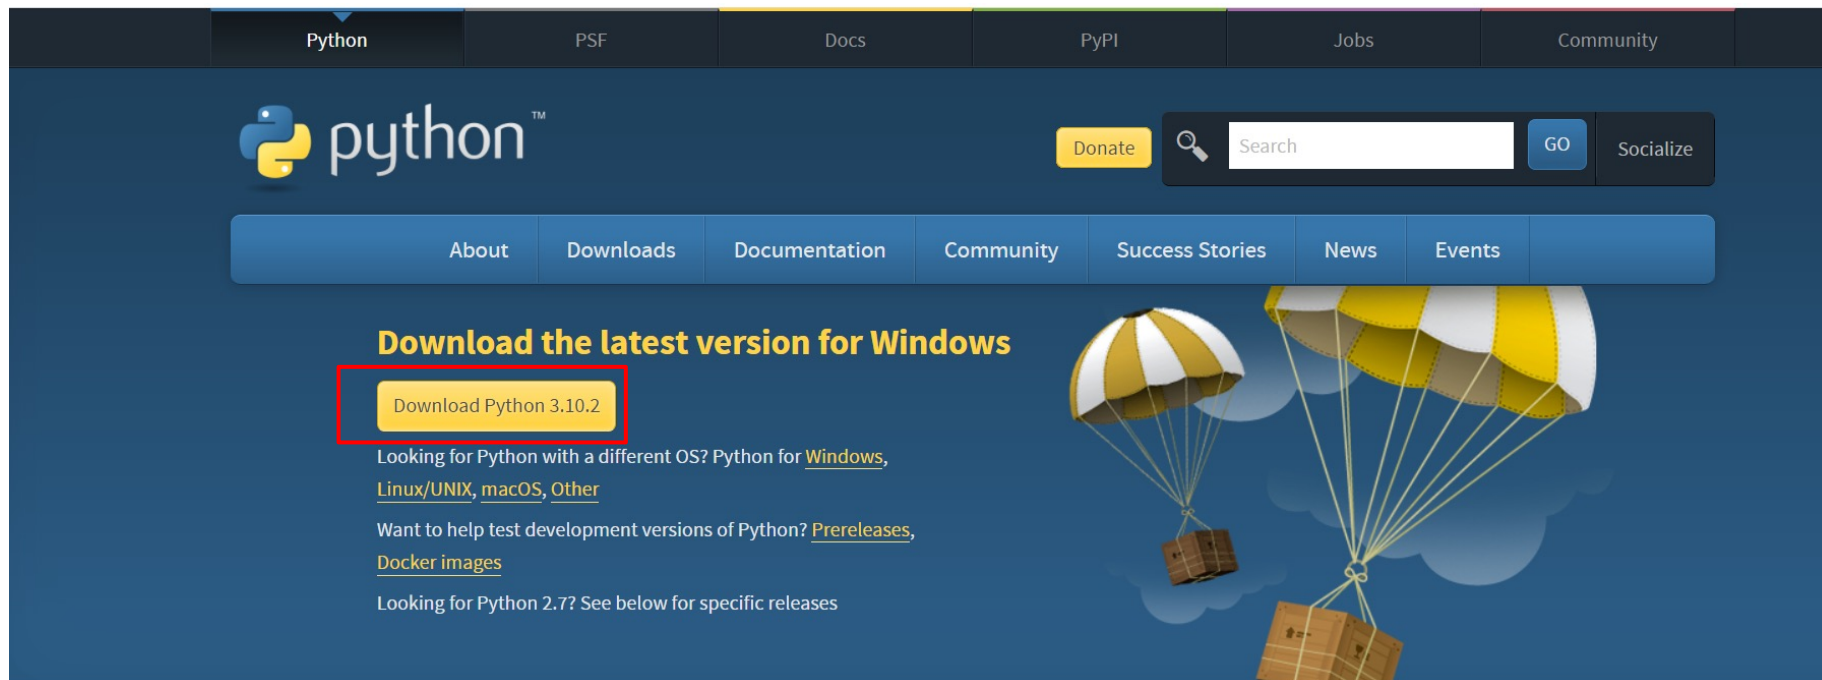 Python PSF Docs PyPI Jobs Community
python™
Donate Search GO Socialize
About Downloads Documentation Community Success Stories News Events
Download the latest version for Windows
Download Python 3.10.2
Looking for Python with a different OS? Python for Windows,
Linux/UNIX, macOS, Other
Want to help test development versions of Python? Prereleases,
Docker images
Looking for Python 2.7? See below for specific releases